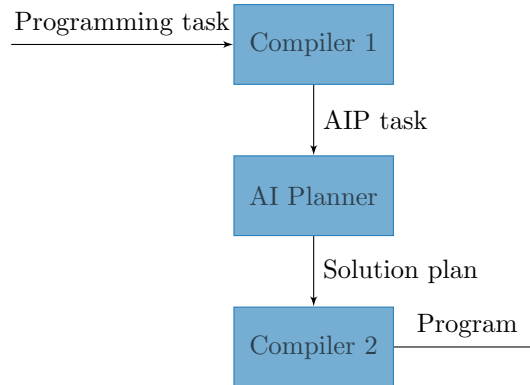 Programming task
Compiler 1
AIP task
AI Planner
Solution plan
Compiler 2
Program